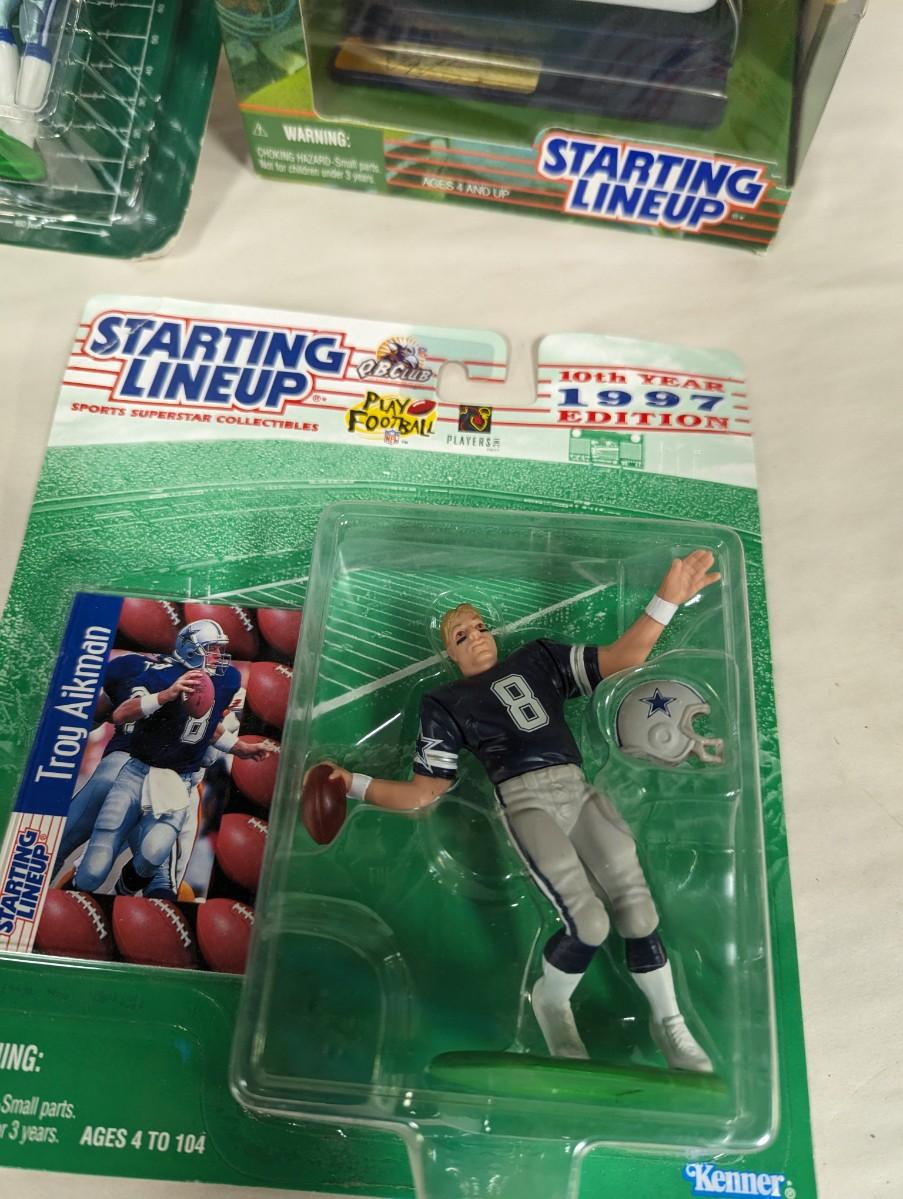 WARNING:
CHOKING HAZARD-Small parts.
Not for children under 3 years.
AGES 4 AND UP
STARTING
LINEUP®
STARTING
LINEUP®
SPORTS SUPERSTAR COLLECTIBLES
QB CLUB
PLAY
FOOTBALL
NFL
PLAYERS
10th YEAR
1997
EDITION
Troy Aikman
STARTING
LINEUP®
8
8
ING:
-Small parts.
r 3 years.
AGES 4 TO 104
Kenner®